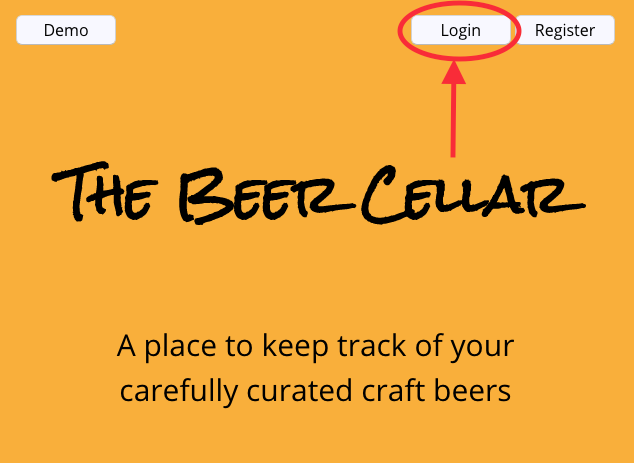 Demo
Login
Register
The Beer Cellar
A place to keep track of your
carefully curated craft beers